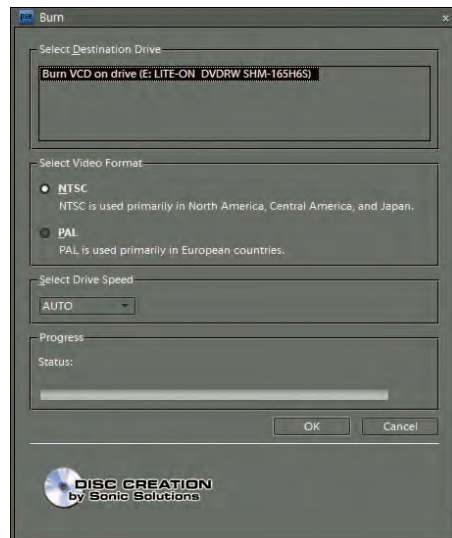 pse Burn x
Select Destination Drive
Burn VCD on drive (E: LITE-ON DVDRW SHM-165H6S)
Select Video Format
NTSC
NTSC is used primarily in North America, Central America, and Japan.
PAL
PAL is used primarily in European countries.
Select Drive Speed
AUTO
Progress
Status:
OK Cancel
DISC CREATION
by Sonic Solutions